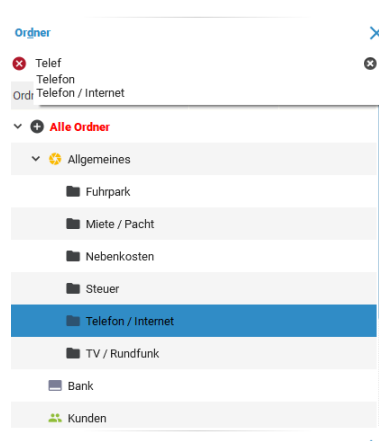 Ordner
Telef
Telefon
Telefon / Internet
Alle Ordner
Allgemeines
Fuhrpark
Miete / Pacht
Nebenkosten
Steuer
Telefon / Internet
TV / Rundfunk
Bank
Kunden